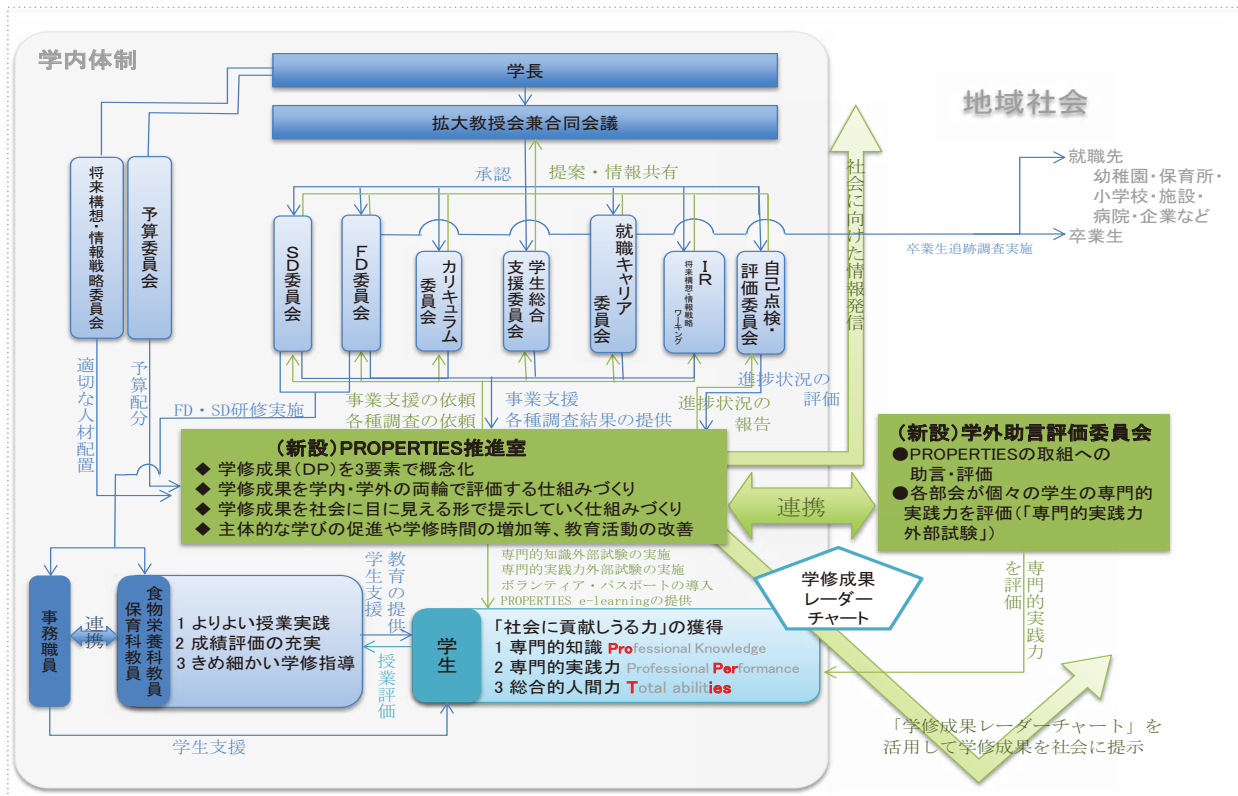 学内体制
学長
拡大教授会兼合同会議
地域社会
承認
提案・情報共有
将来構想・情報戦略委員会
予算委員会
SD委員会
FD委員会
カリキュラム
委員会
学生総合
支援委員会
就職キャリア
委員会
IR
将来構想・情報戦略
ワーキング
自己点検・
評価委員会
社会に向けた情報発信
就職先
幼稚園・保育所・
小学校・施設・
病院・企業など
卒業生
卒業生追跡調査実施
適切な人材配置
予算配分
FD・SD研修実施
事業支援の依頼
各種調査の依頼
事業支援
各種調査結果の提供
進捗状況の
報告
進捗状況の
評価
(新設)PROPERTIES推進室
◆ 学修成果(DP)を3要素で概念化
◆ 学修成果を学内・学外の両輪で評価する仕組みづくり
◆ 学修成果を社会に目に見える形で提示していく仕組みづくり
◆ 主体的な学びの促進や学修時間の増加等、教育活動の改善
連携
(新設)学外助言評価委員会
●PROPERTIESの取組への
助言・評価
●各部会が個々の学生の専門的
実践力を評価(「専門的実践力
外部試験」)
専門的知識外部試験の実施
専門的実践力外部試験の実施
ボランティア・パスポートの導入
PROPERTIES e-learningの提供
学修成果
レーダー
チャート
専門的実践力
を評価
事務職員
連携
食物栄養科教員
保育科教員
1 よりよい授業実践
2 成績評価の充実
3 きめ細かい学修指導
教育の提供
学生支援
授業評価
学生
「社会に貢献しうる力」の獲得
1 専門的知識 Professional Knowledge
2 専門的実践力 Professional Performance
3 総合的人間力 Total abilities
学生支援
「学修成果レーダーチャート」を
活用して学修成果を社会に提示